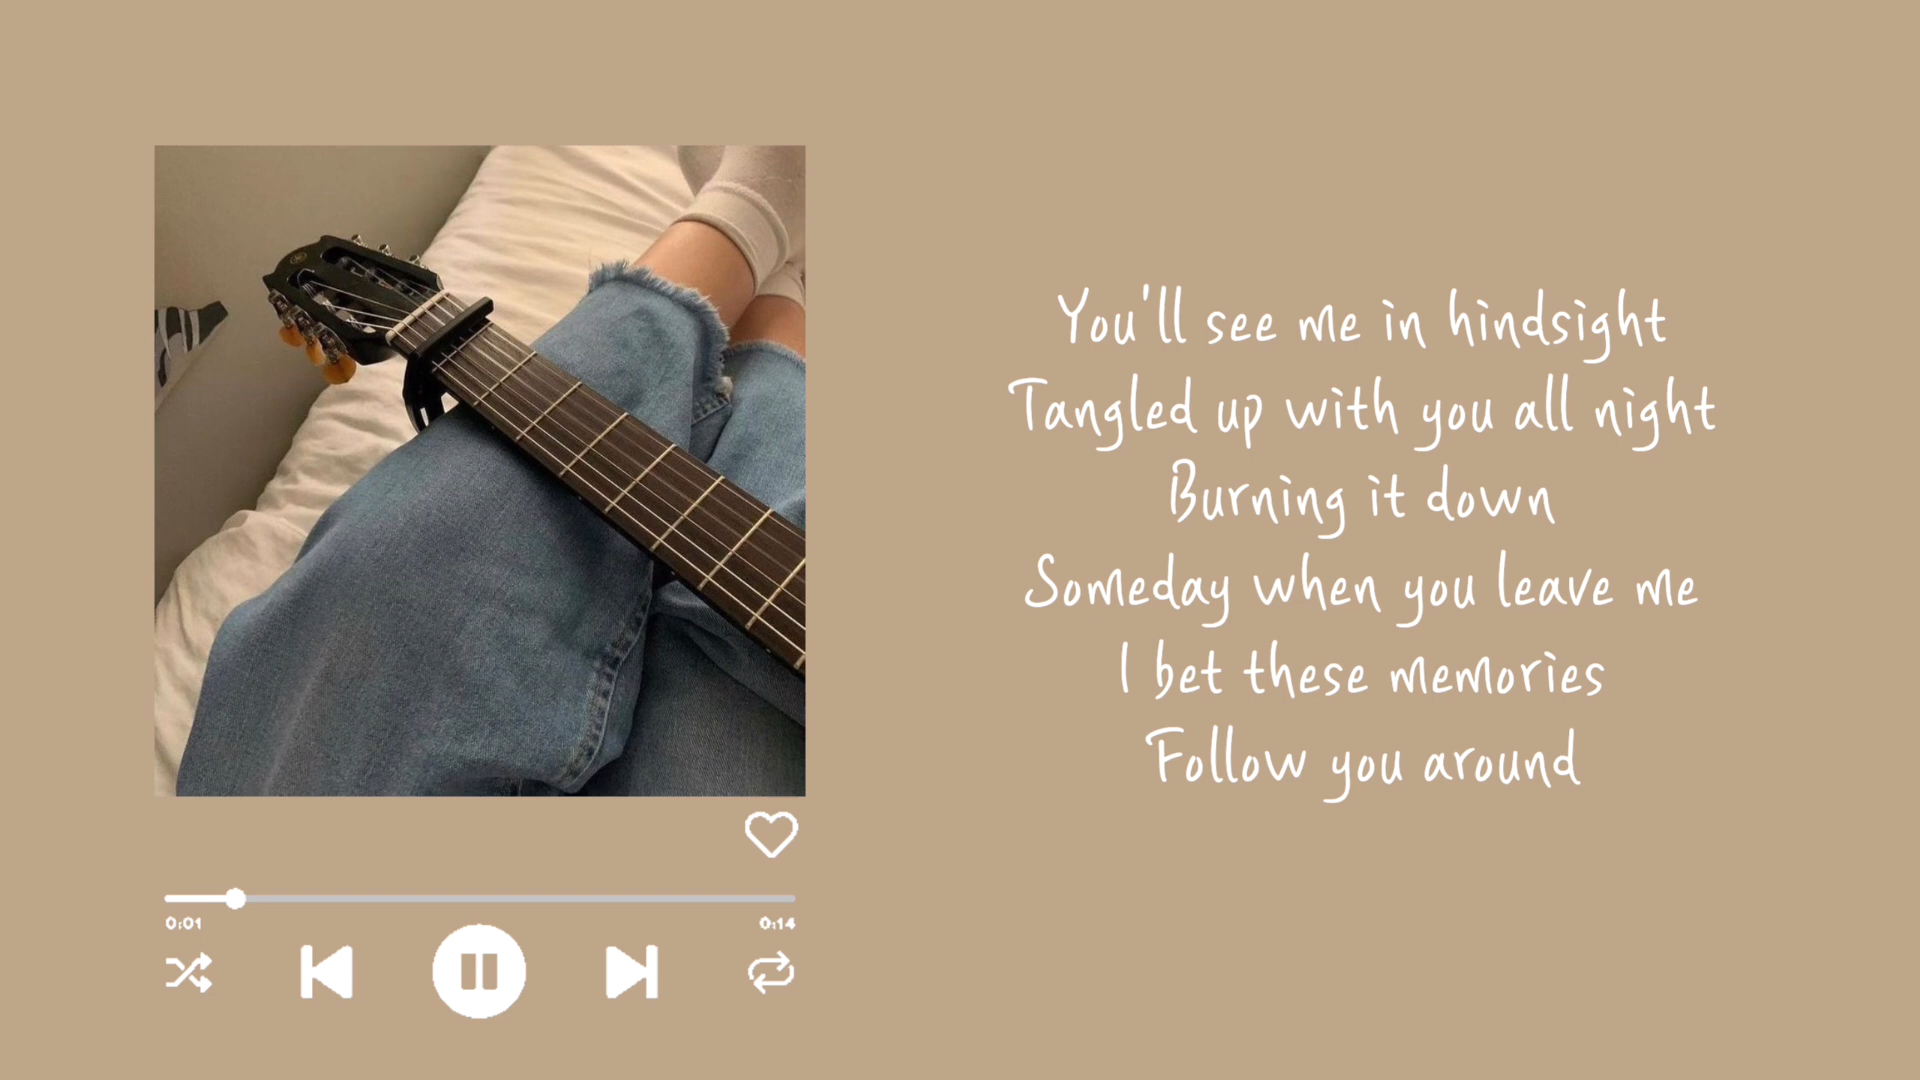 You'll see me in hindsight
Tangled up with you all night
Burning it down
Someday when you leave me
I bet these memories
Follow you around
0:01
0:14